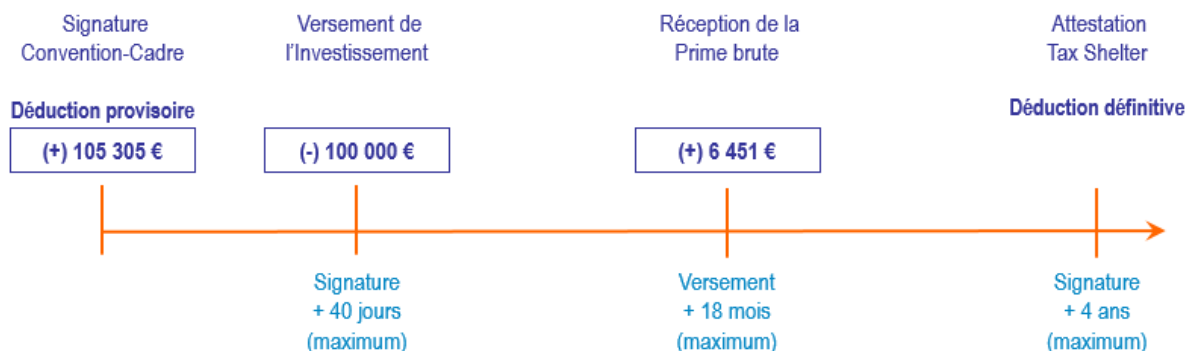 Signature
Convention-Cadre
Versement de
l'Investissement
Réception de la
Prime brute
Attestation
Tax Shelter
Déduction provisoire
Déduction définitive
(+) 105 305 €
(-) 100 000 €
(+) 6 451 €
Signature
+ 40 jours
(maximum)
Versement
+ 18 mois
(maximum)
Signature
+ 4 ans
(maximum)